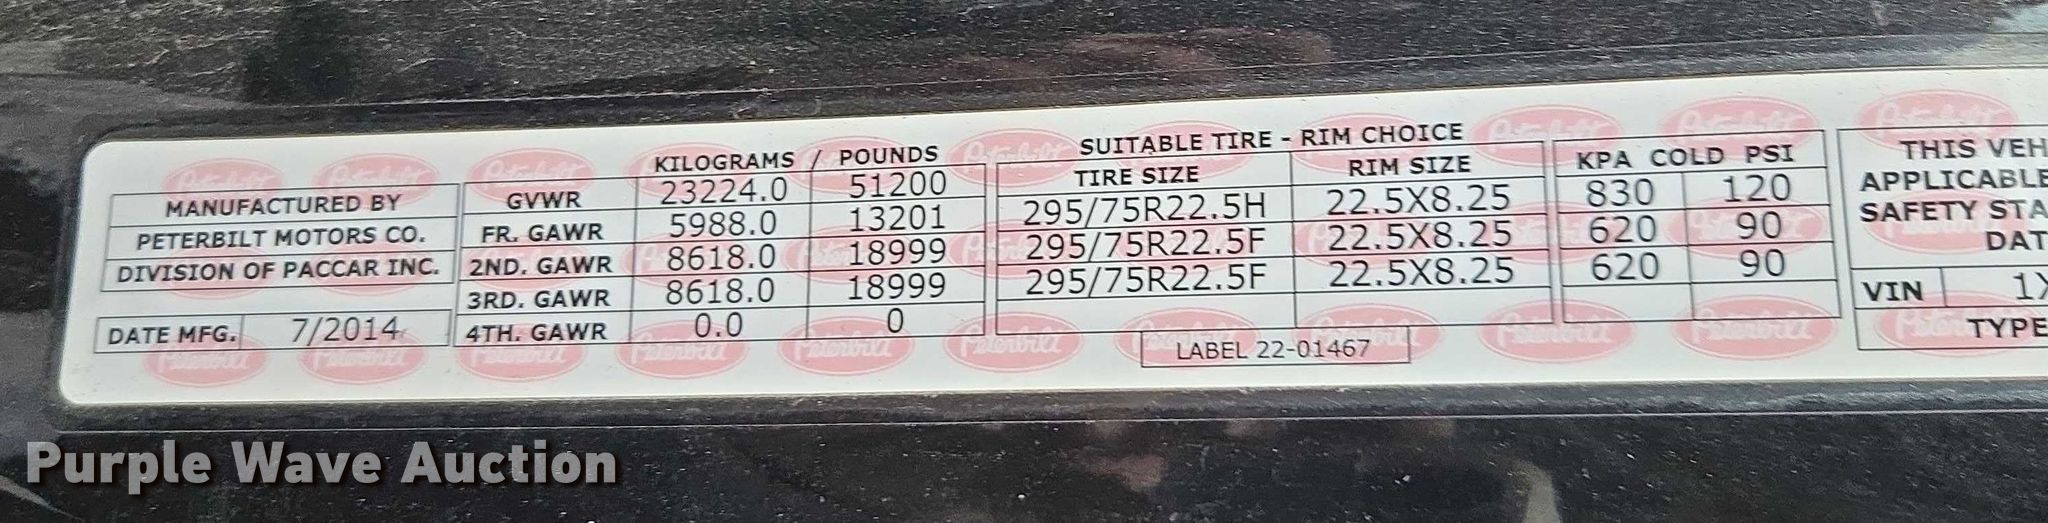 MANUFACTURED BY
PETERBILT MOTORS CO.
DIVISION OF PACCAR INC.
DATE MFG. 7/2014
KILOGRAMS / POUNDS
GVWR 23224.0 51200
FR. GAWR 5988.0 13201
2ND. GAWR 8618.0 18999
3RD. GAWR 8618.0 18999
4TH. GAWR 0.0 0
SUITABLE TIRE - RIM CHOICE
TIRE SIZE RIM SIZE KPA COLD PSI
295/75R22.5H 22.5X8.25 830 120
295/75R22.5F 22.5X8.25 620 90
295/75R22.5F 22.5X8.25 620 90
LABEL 22-01467
THIS VEH
APPLICABLE
SAFETY STA
DAT
VIN 1X
TYPE
Peterbilt
Purple Wave Auction